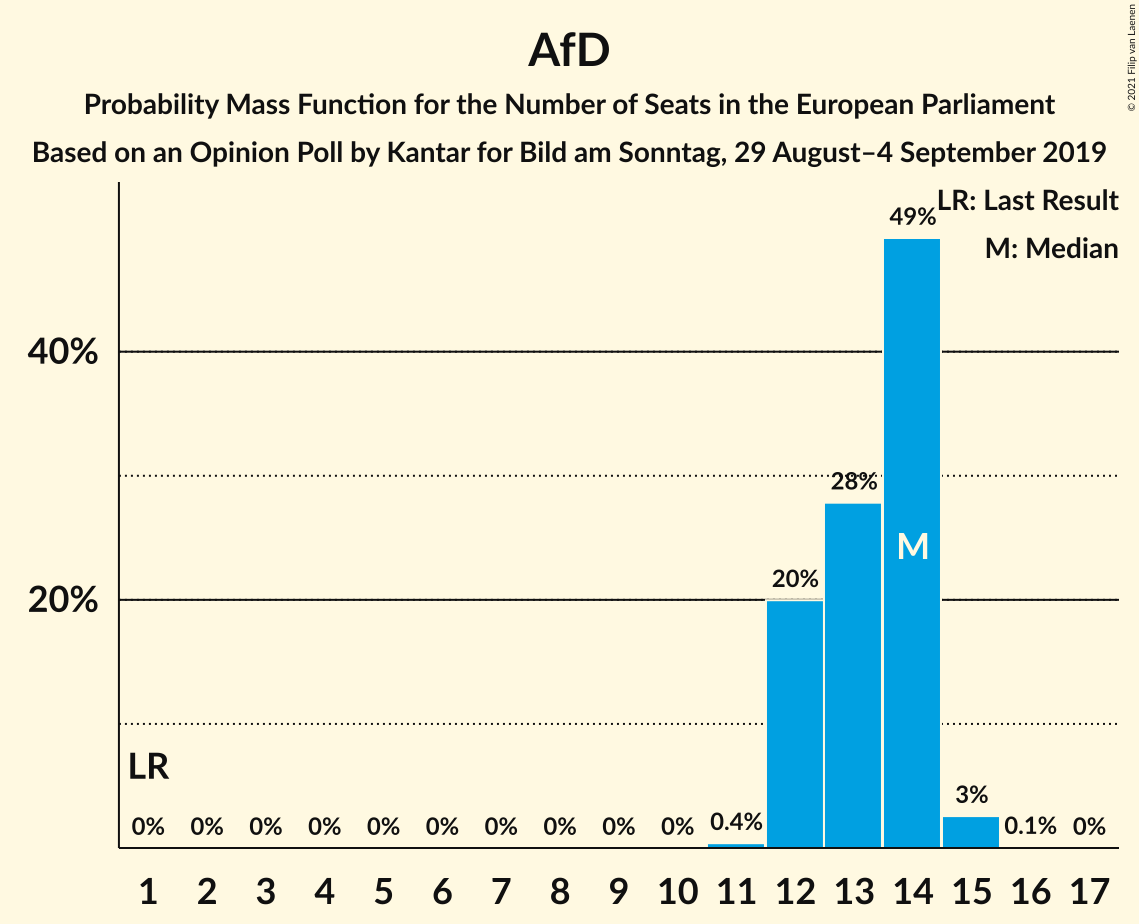 AfD
Probability Mass Function for the Number of Seats in the European Parliament
Based on an Opinion Poll by Kantar for Bild am Sonntag, 29 August–4 September 2019
© 2021 Filip van Laenen
LR: Last Result
M: Median
49%
40%
28%
M
20%
20%
LR
3%
0% 0% 0% 0% 0% 0% 0% 0% 0% 0% 0.4% 0.1% 0%
1 2 3 4 5 6 7 8 9 10 11 12 13 14 15 16 17